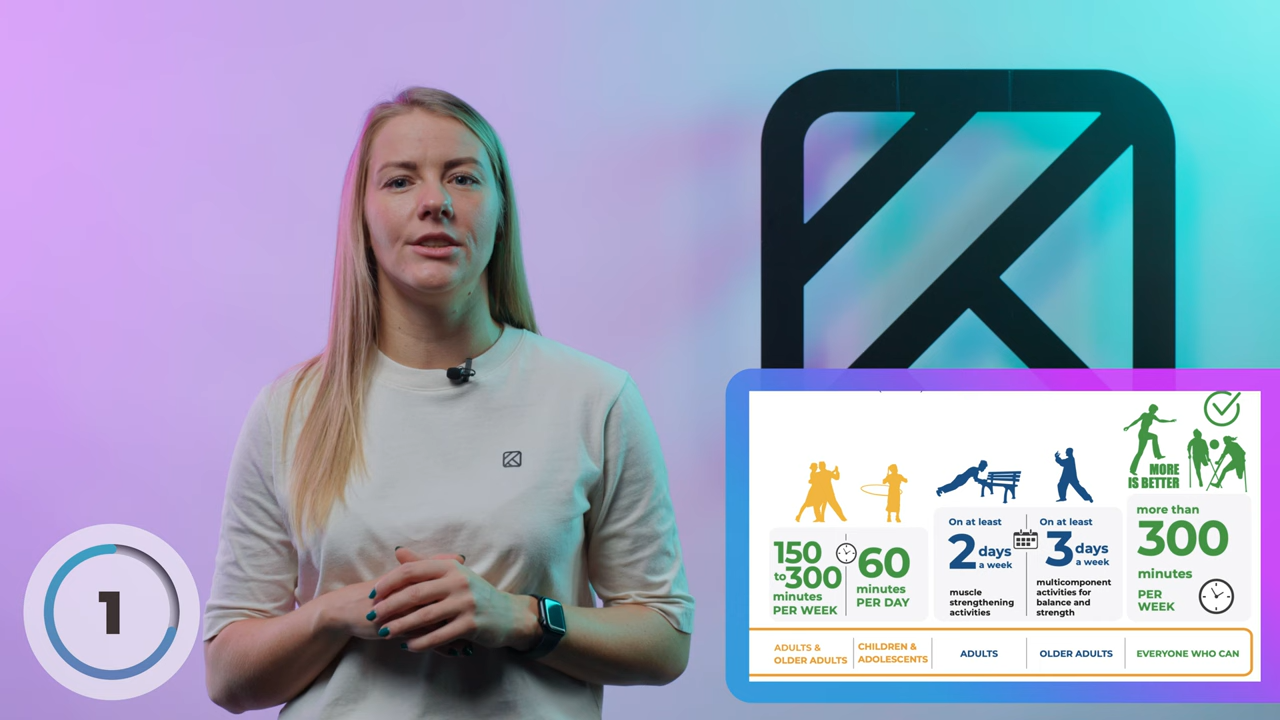 1
MORE
IS BETTER
150
to 300
minutes
PER WEEK
60
minutes
PER DAY
On at least
2 days
a week
muscle
strengthening
activities
On at least
3 days
a week
multicomponent
activities for
balance and
strength
more than
300
minutes
PER
WEEK
ADULTS &
OLDER ADULTS
CHILDREN &
ADOLESCENTS
ADULTS
OLDER ADULTS
EVERYONE WHO CAN